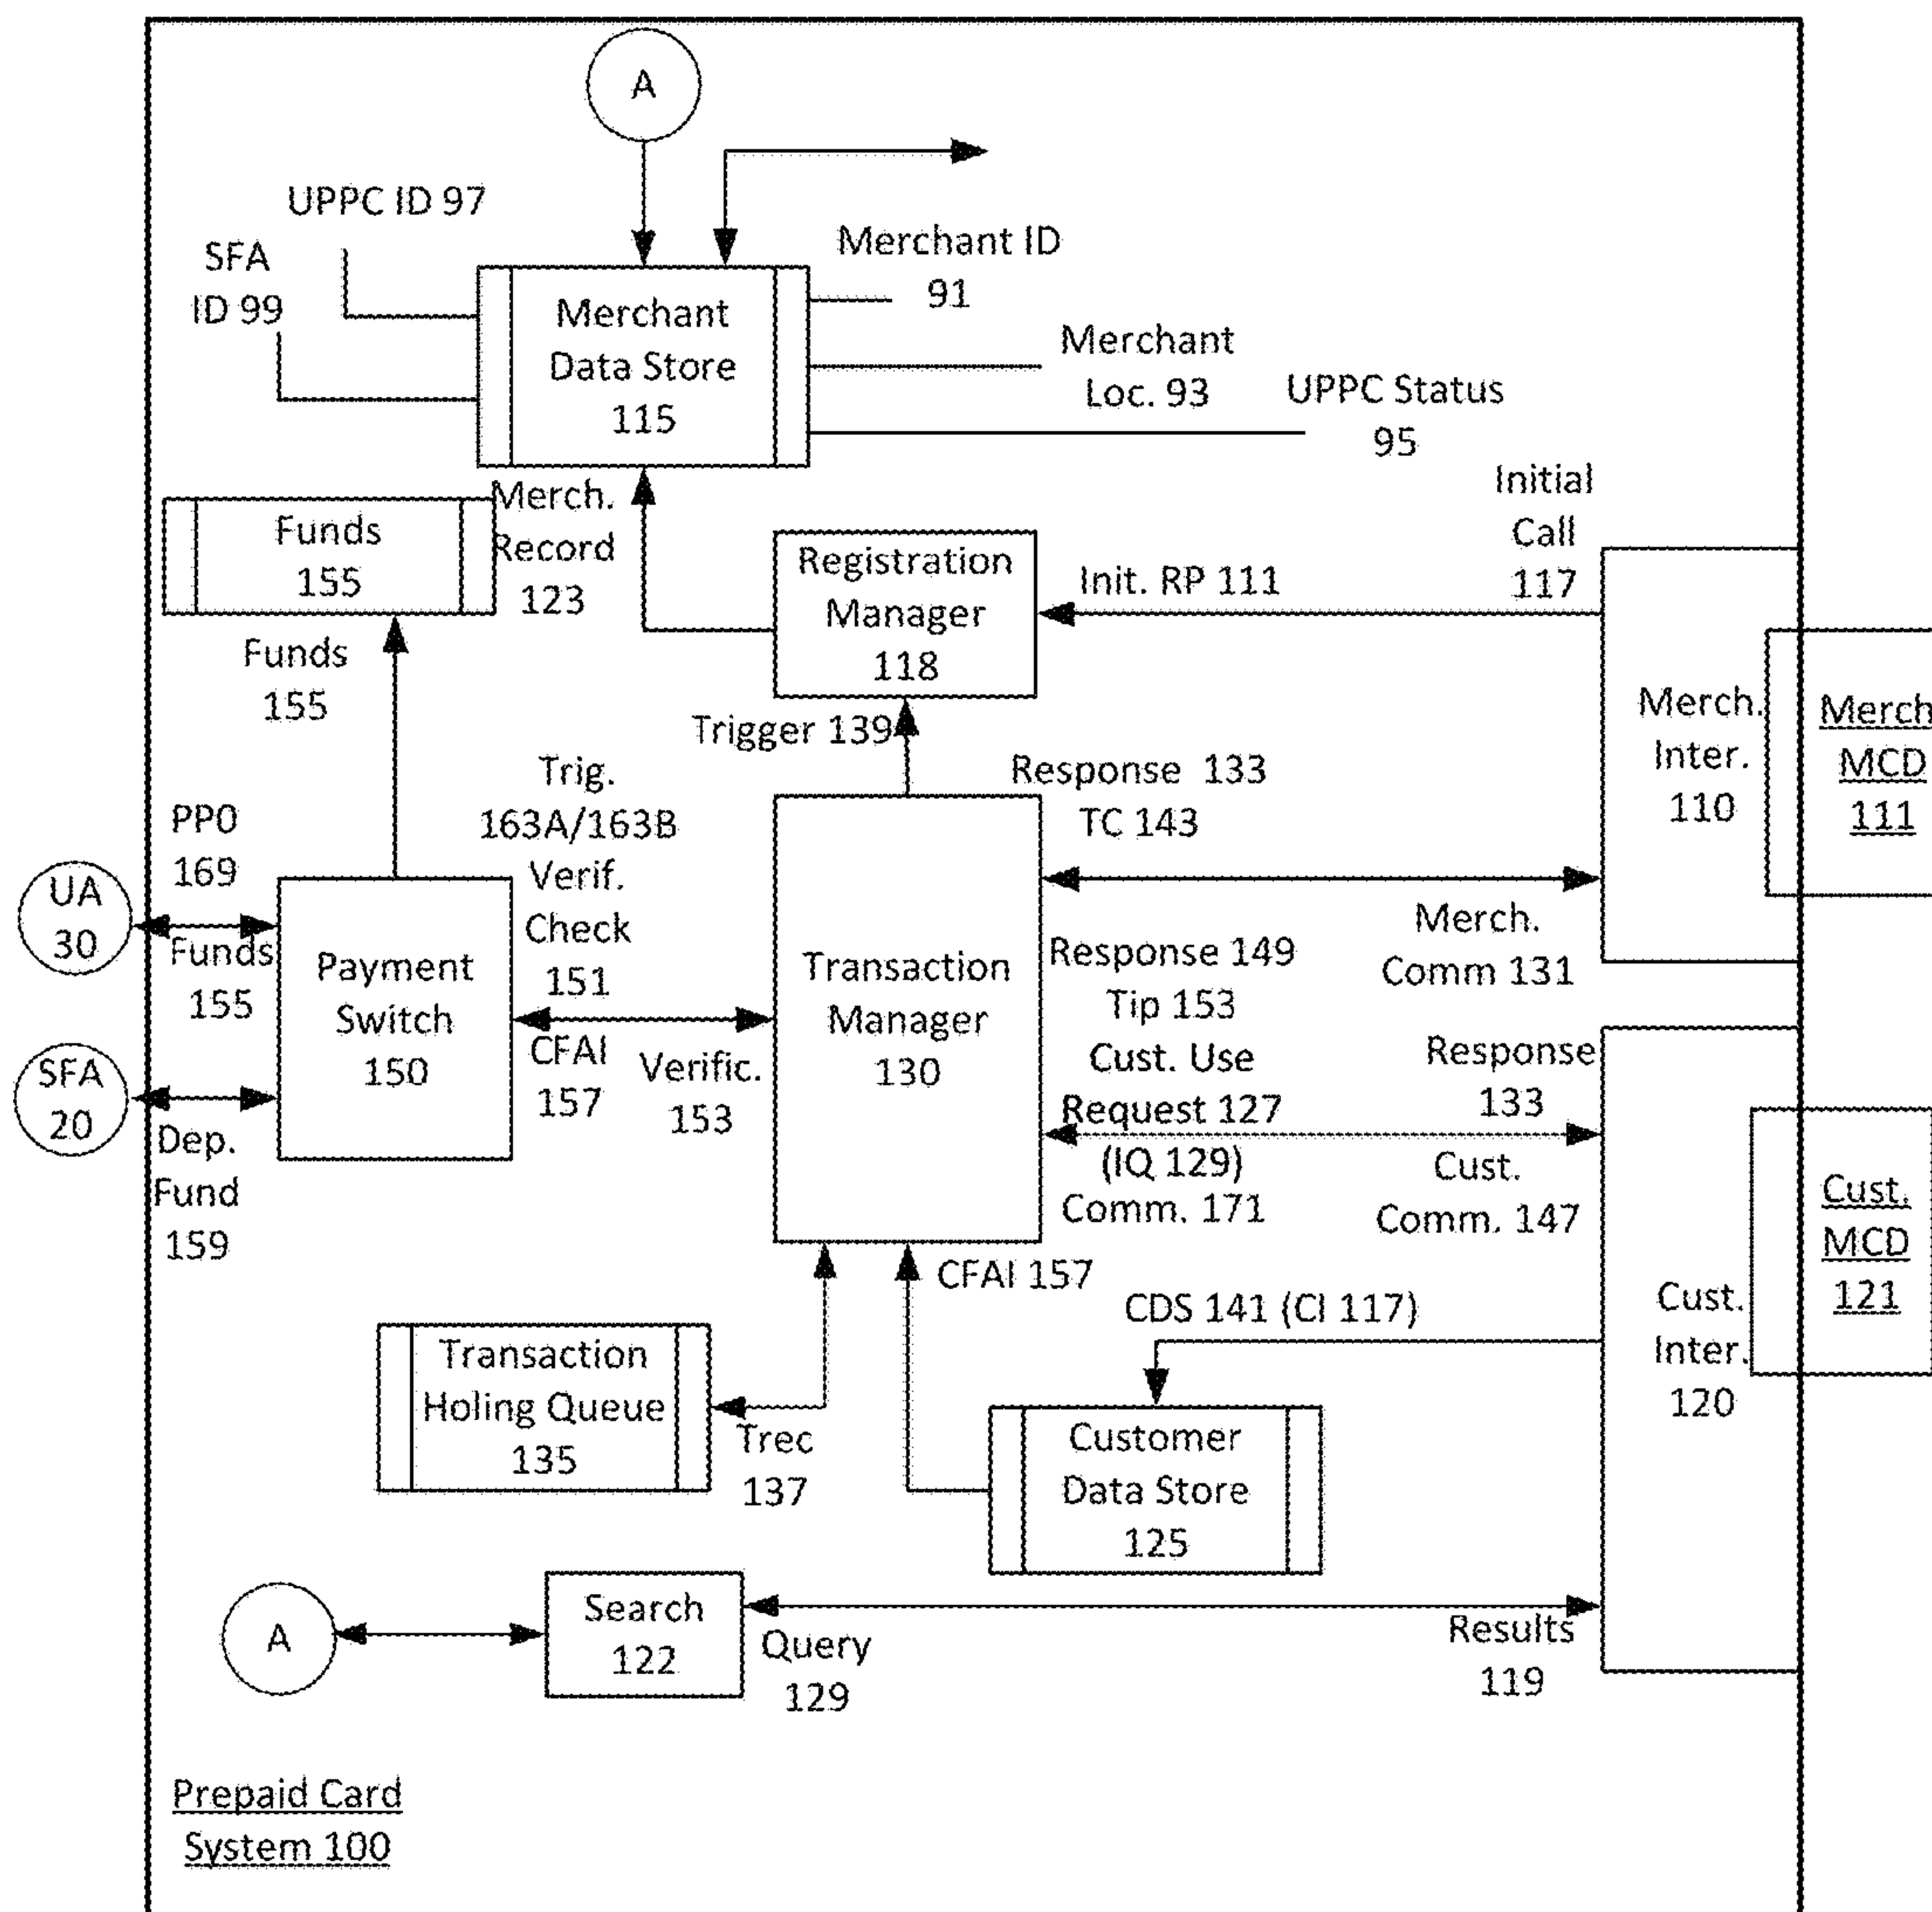 A
UPPC ID 97
SFA
ID 99
Merchant
Data Store
115
Merchant ID
91
Merchant
Loc. 93
UPPC Status
95
Funds
155
Merch.
Record
123
Registration
Manager
118
Init. RP 111
Initial
Call
117
Funds
155
Trigger 139
Merch.
Inter.
110
Merch
MCD
111
PPO
169
UA
30
Funds
155
Payment
Switch
150
Trig.
163A/163B
Verif.
Check
151
CFAI
157
Verific.
153
Transaction
Manager
130
Response 133
TC 143
Merch.
Comm 131
Response 149
Tip 153
Cust. Use
Request 127
(IQ 129)
Comm. 171
Response
133
Cust.
Comm. 147
SFA
20
Dep.
Fund
159
Cust.
Inter.
120
Cust.
MCD
121
CFAI 157
CDS 141 (CI 117)
Transaction
Holing Queue
135
Trec
137
Customer
Data Store
125
A
Search
122
Query
129
Results
119
Prepaid Card
System 100